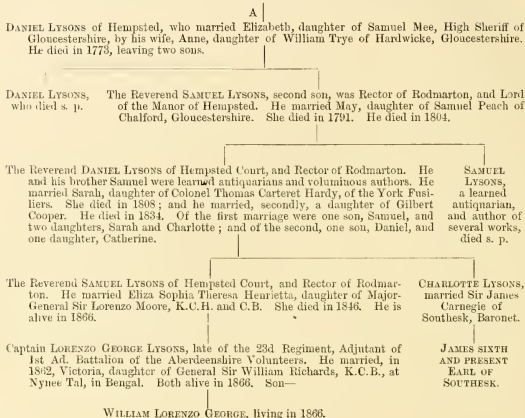 A
DANIEL LYSONS of Hempsted, who married Elizabeth, daughter of Samuel Mee, High Sheriff of
Gloucestershire, by his wife, Anne, daughter of William Trye of Hardwicke, Gloucestershire.
He died in 1773, leaving two sons.
DANIEL LYSONS,
who died s. p.
The Reverend SAMUEL LYSONS, second son, was Rector of Rodmarton, and Lord
of the Manor of Hempsted. He married May, daughter of Samuel Peach of
Chalford, Gloucestershire. She died in 1791. He died in 1804.
The Reverend DANIEL LYSONS of Hempsted Court, and Rector of Rodmarton. He
and his brother Samuel were learned antiquarians and voluminous authors. He
married Sarah, daughter of Colonel Thomas Carteret Hardy, of the York Fusi-
liers. She died in 1808; and he married, secondly, a daughter of Gilbert
Cooper. He died in 1834. Of the first marriage were one son, Samuel, and
two daughters, Sarah and Charlotte; and of the second, one son, Daniel, and
one daughter, Catherine.
SAMUEL
LYSONS,
a learned
antiquarian,
and author of
several works,
died s. p.
The Reverend SAMUEL LYSONS of Hempsted Court, and Rector of Rodmar-
ton. He married Eliza Sophia Theresa Henrietta, daughter of Major-
General Sir Lorenzo Moore, K.C.H. and C.B. She died in 1846. He is
alive in 1866.
CHARLOTTE LYSONS,
married Sir James
Carnegie of
Southesk, Baronet.
Captain LORENZO GEORGE LYSONS, late of the 23d Regiment, Adjutant of
1st Ad. Battalion of the Aberdeenshire Volunteers. He married, in
1862, Victoria, daughter of General Sir William Richards, K.C.B., at
Nynee Tal, in Bengal. Both alive in 1866. Son—
JAMES SIXTH
AND PRESENT
EARL OF
SOUTHESK.
WILLIAM LORENZO GEORGE, living in 1866.